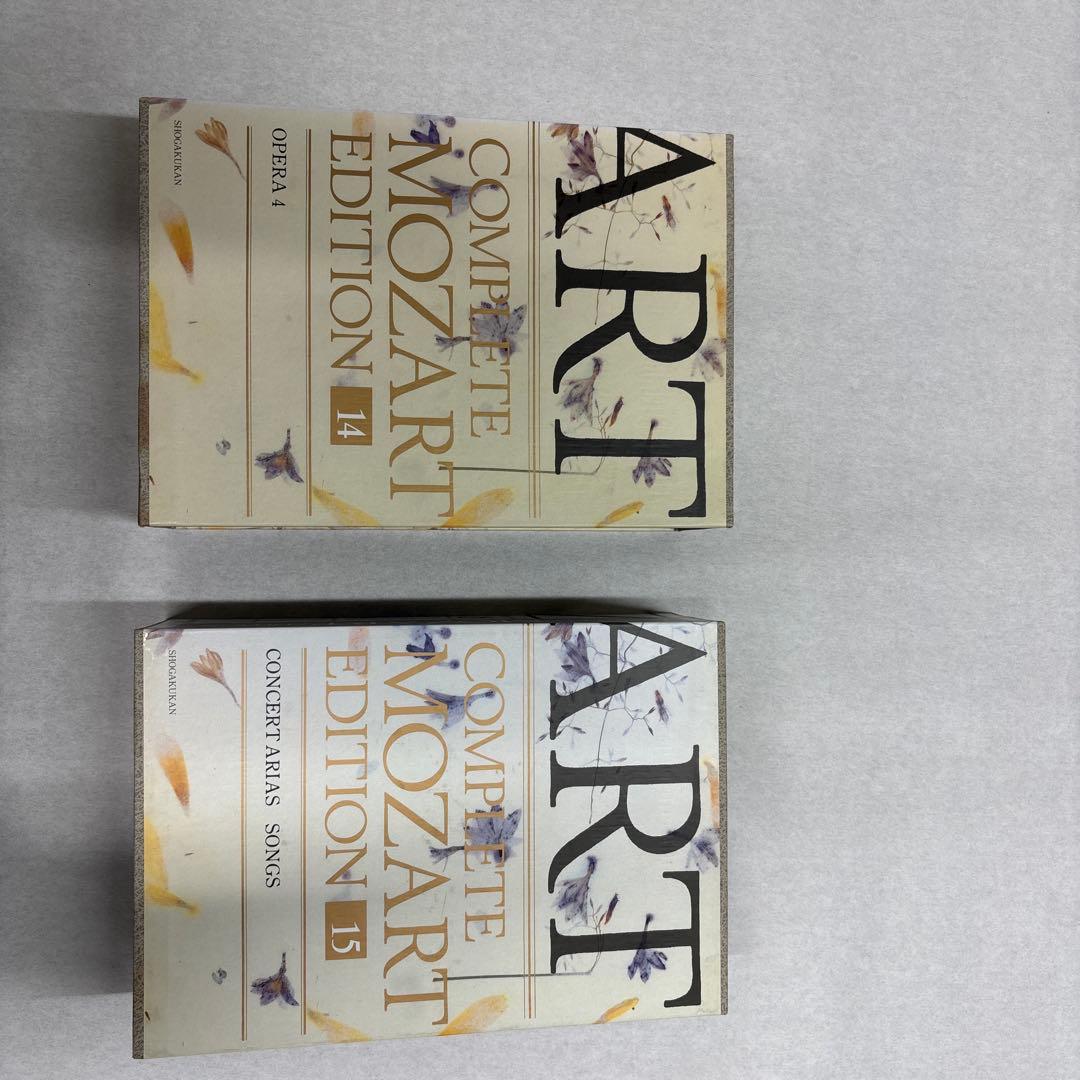 ART
COMPLETE
MOZART
EDITION 14
OPERA 4
SHOGAKUKAN
ART
COMPLETE
MOZART
EDITION 15
CONCERT ARIAS SONGS
SHOGAKUKAN